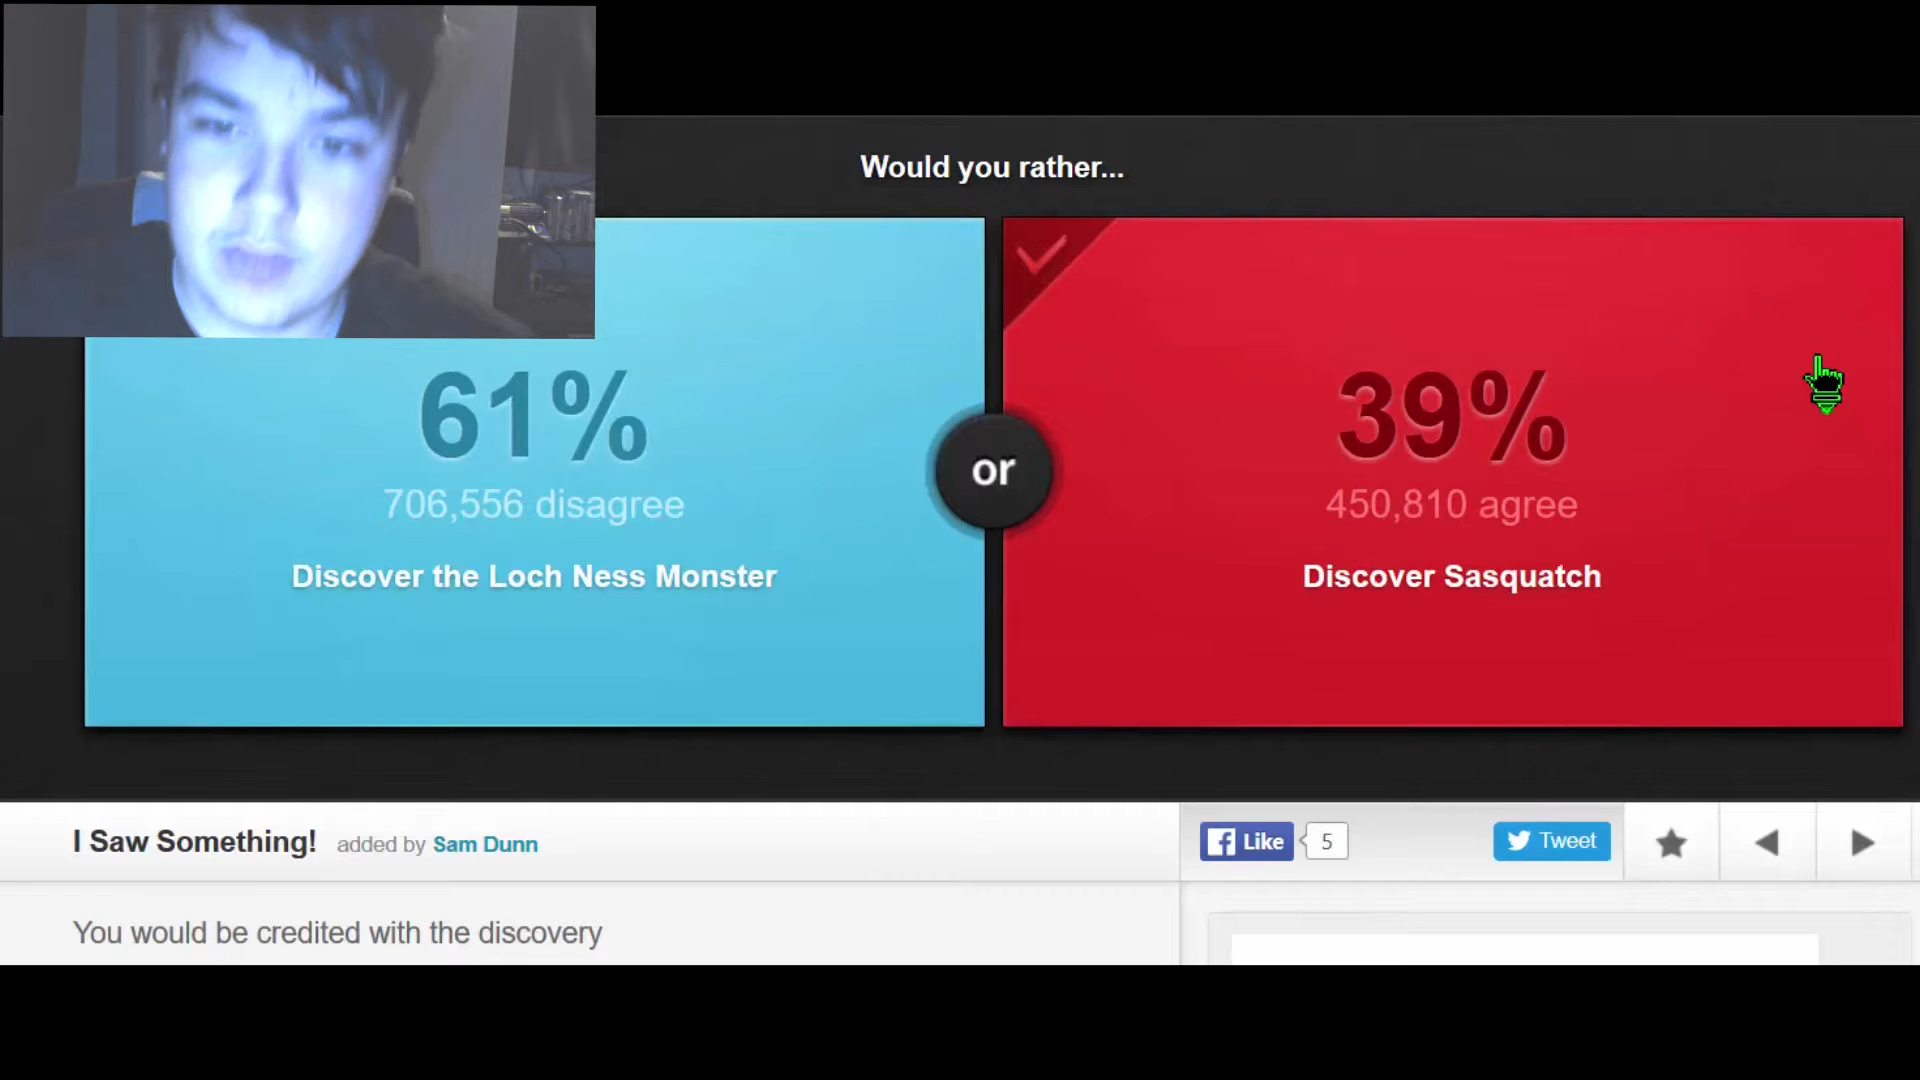 Would you rather...
61%
706,556 disagree
Discover the Loch Ness Monster
or
39%
450,810 agree
Discover Sasquatch
I Saw Something! added by Sam Dunn
Like 5
Tweet
You would be credited with the discovery